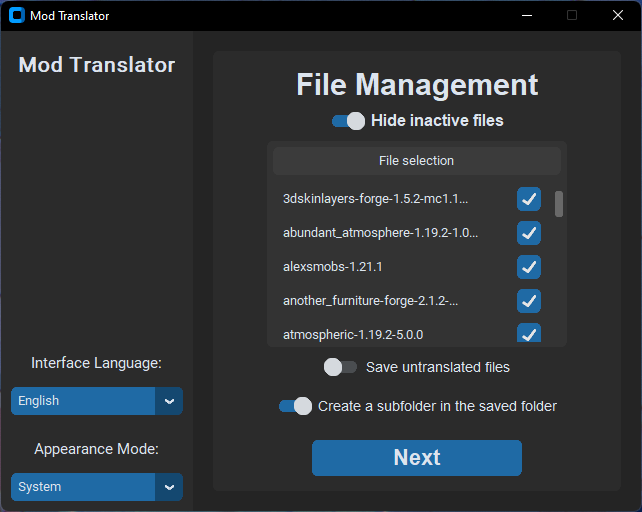 Mod Translator
Mod Translator
File Management
Hide inactive files
File selection
3dskinlayers-forge-1.5.2-mc1.1...
abundant_atmosphere-1.19.2-1.0...
alexsmobs-1.21.1
another_furniture-forge-2.1.2-...
atmospheric-1.19.2-5.0.0
Interface Language:
Save untranslated files
English
Create a subfolder in the saved folder
Appearance Mode:
Next
System